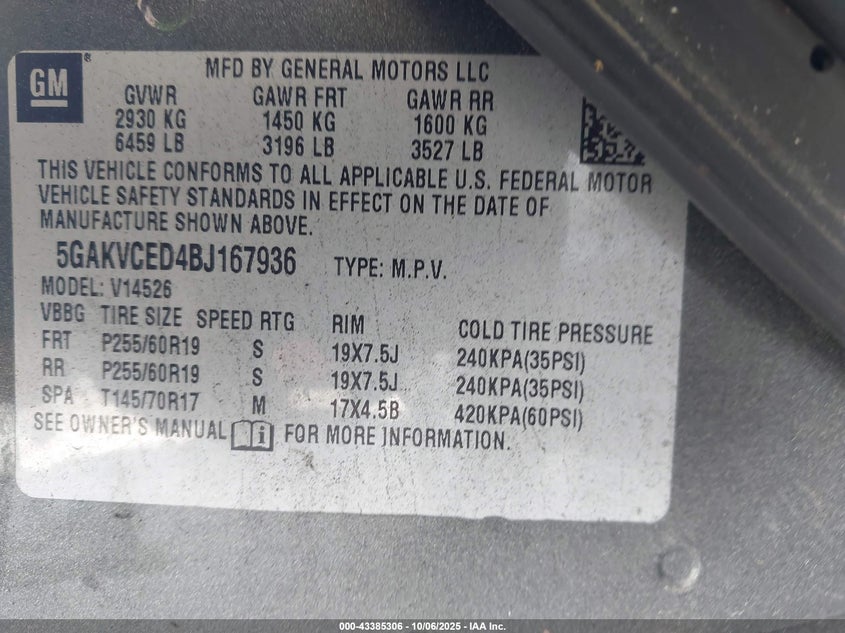 GM
®
MFD BY GENERAL MOTORS LLC
GVWR GAWR FRT GAWR RR
2930 KG 1450 KG 1600 KG
6459 LB 3196 LB 3527 LB
THIS VEHICLE CONFORMS TO ALL APPLICABLE U.S. FEDERAL MOTOR
VEHICLE SAFETY STANDARDS IN EFFECT ON THE DATE OF
MANUFACTURE SHOWN ABOVE.
5GAKVCED4BJ167936 TYPE: M.P.V.
MODEL: V14526
VBBG TIRE SIZE SPEED RTG RIM COLD TIRE PRESSURE
FRT P255/60R19 S 19X7.5J 240KPA(35PSI)
RR P255/60R19 S 19X7.5J 240KPA(35PSI)
SPA T145/70R17 M 17X4.5B 420KPA(60PSI)
SEE OWNER'S MANUAL i FOR MORE INFORMATION.
000-43385306 | 10/06/2025 - IAA Inc.